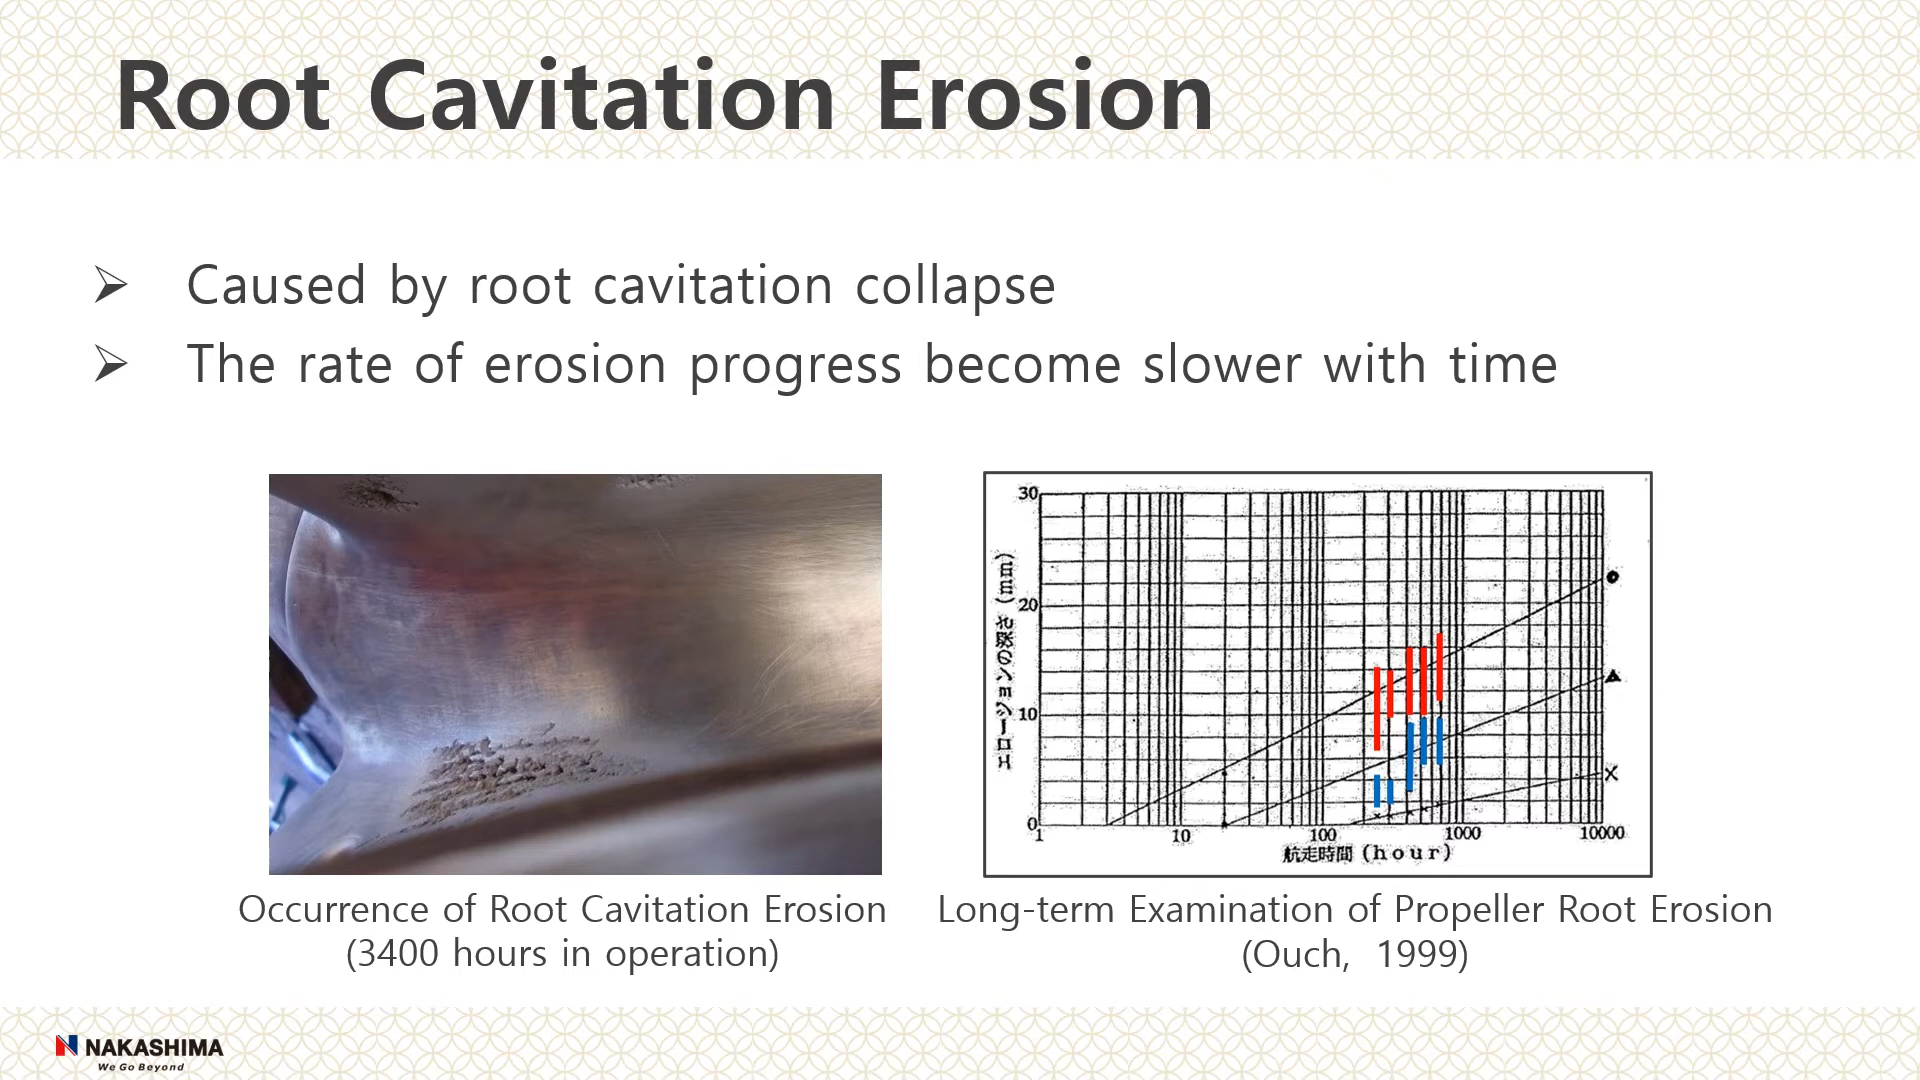 Root Cavitation Erosion
Caused by root cavitation collapse
The rate of erosion progress become slower with time
30
20
10
0
エロージョンの深さ (mm)
1
10
100
1000
10000
航走時間 (hour)
Occurrence of Root Cavitation Erosion
(3400 hours in operation)
Long-term Examination of Propeller Root Erosion
(Ouch, 1999)
NAKASHIMA
We Go Beyond